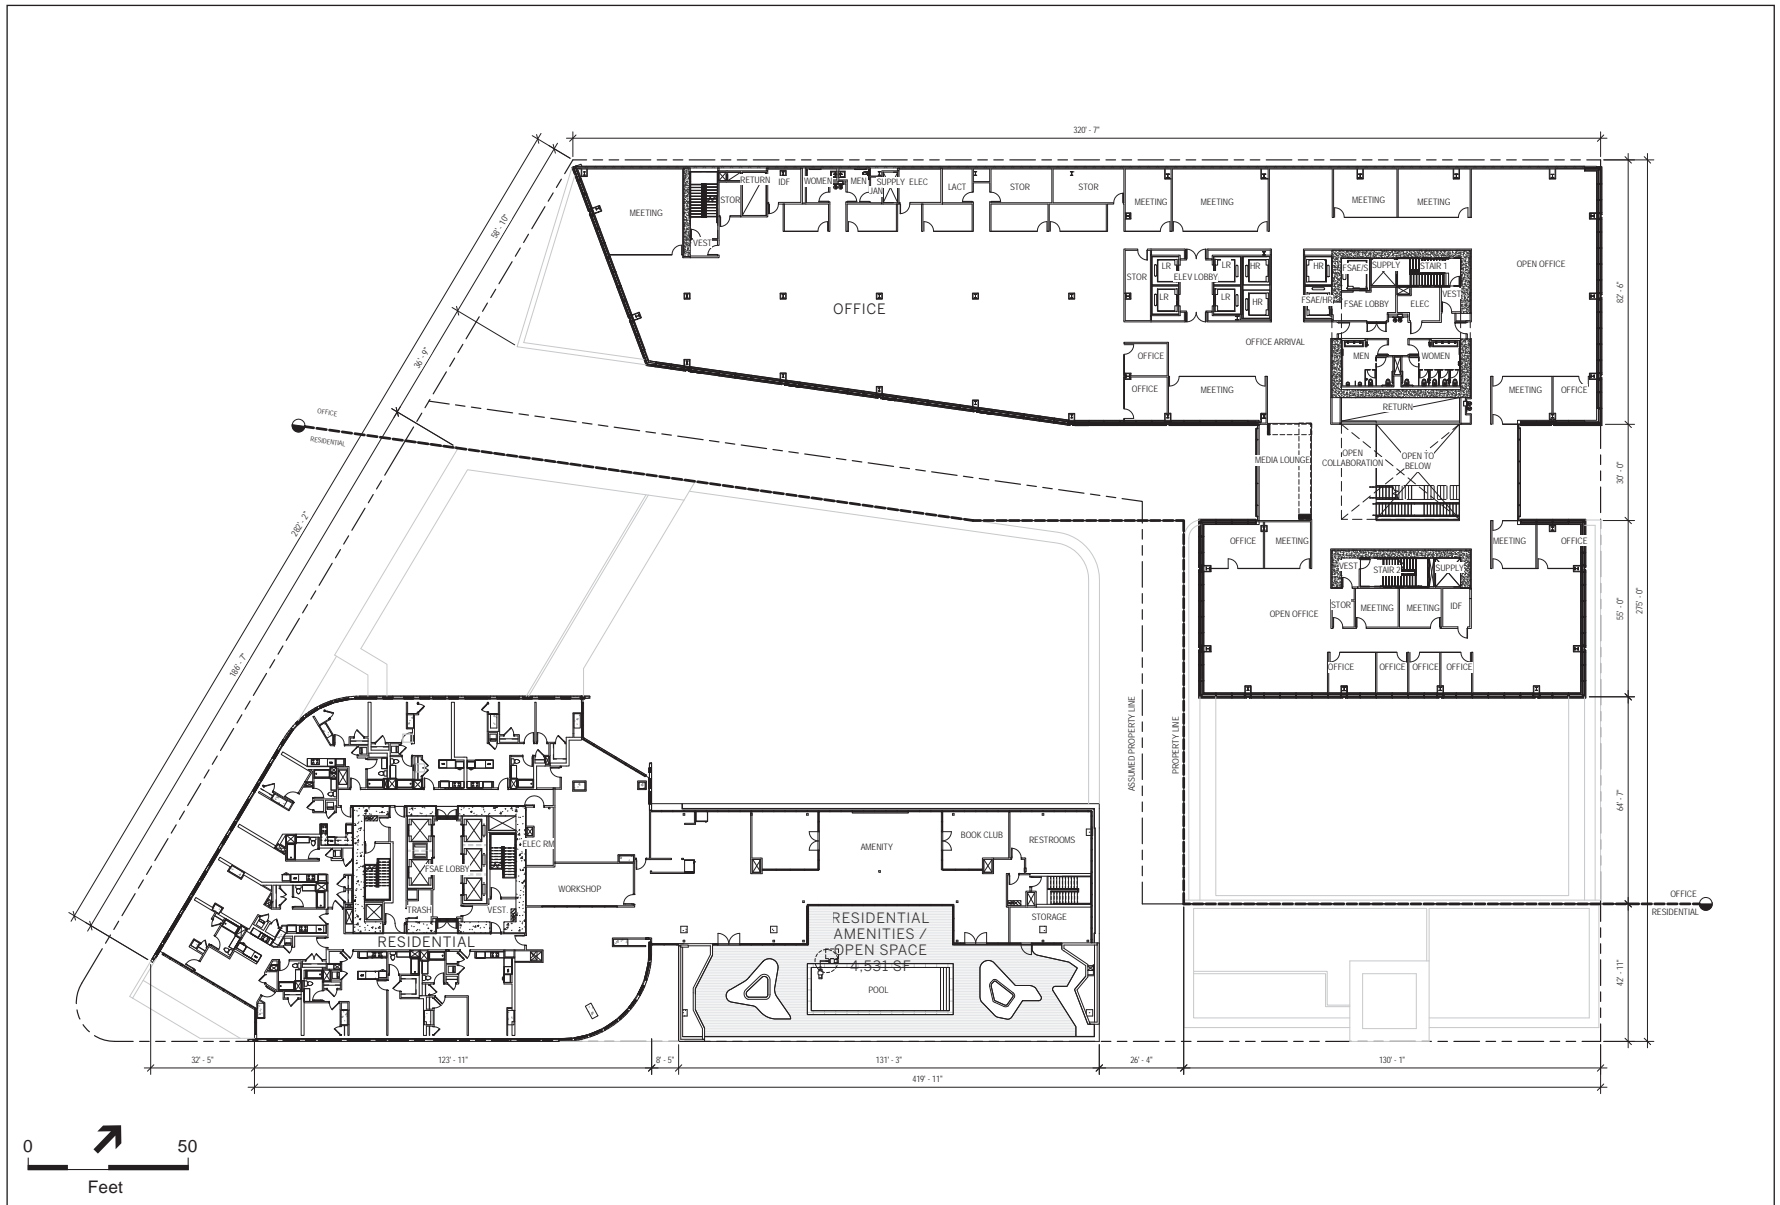 320' - 7"
RETURN
IDF
WOMEN
MEN
SUPPLY
ELEC
JAN
LACT
STOR
STOR
STOR
MEETING
MEETING
MEETING
MEETING
MEETING
VEST.
58' - 10"
LR
ELEV LOBBY
LR
HR
HR
FSAE/S
SUPPLY
STAIR 1
OPEN OFFICE
STOR
LR
LR
HR
FSAE/HR
FSAE LOBBY
ELEC
VEST
82' - 6"
OFFICE
OFFICE ARRIVAL
OFFICE
MEN
WOMEN
36' - 9"
OFFICE
MEETING
MEETING
OFFICE
RETURN
OFFICE
RESIDENTIAL
MEDIA LOUNGE
OPEN
COLLABORATION
OPEN TO
BELOW
30' - 0"
282' - 2"
OFFICE
MEETING
MEETING
OFFICE
VEST
STAIR 2
SUPPLY
OPEN OFFICE
STOR
MEETING
MEETING
IDF
55' - 0"
275' - 0"
186' - 7"
OFFICE
OFFICE
OFFICE
OFFICE
ASSUMED PROPERTY LINE
PROPERTY LINE
64' - 7"
ELEC RM
BOOK CLUB
RESTROOMS
AMENITY
FSAE LOBBY
WORKSHOP
TRASH
VEST.
STORAGE
RESIDENTIAL
RESIDENTIAL
AMENITIES /
OPEN SPACE
4,531 SF
POOL
OFFICE
RESIDENTIAL
42' - 11"
32' - 5"
123' - 11"
8' - 5"
131' - 3"
26' - 4"
130' - 1"
419' - 11"
0
50
Feet